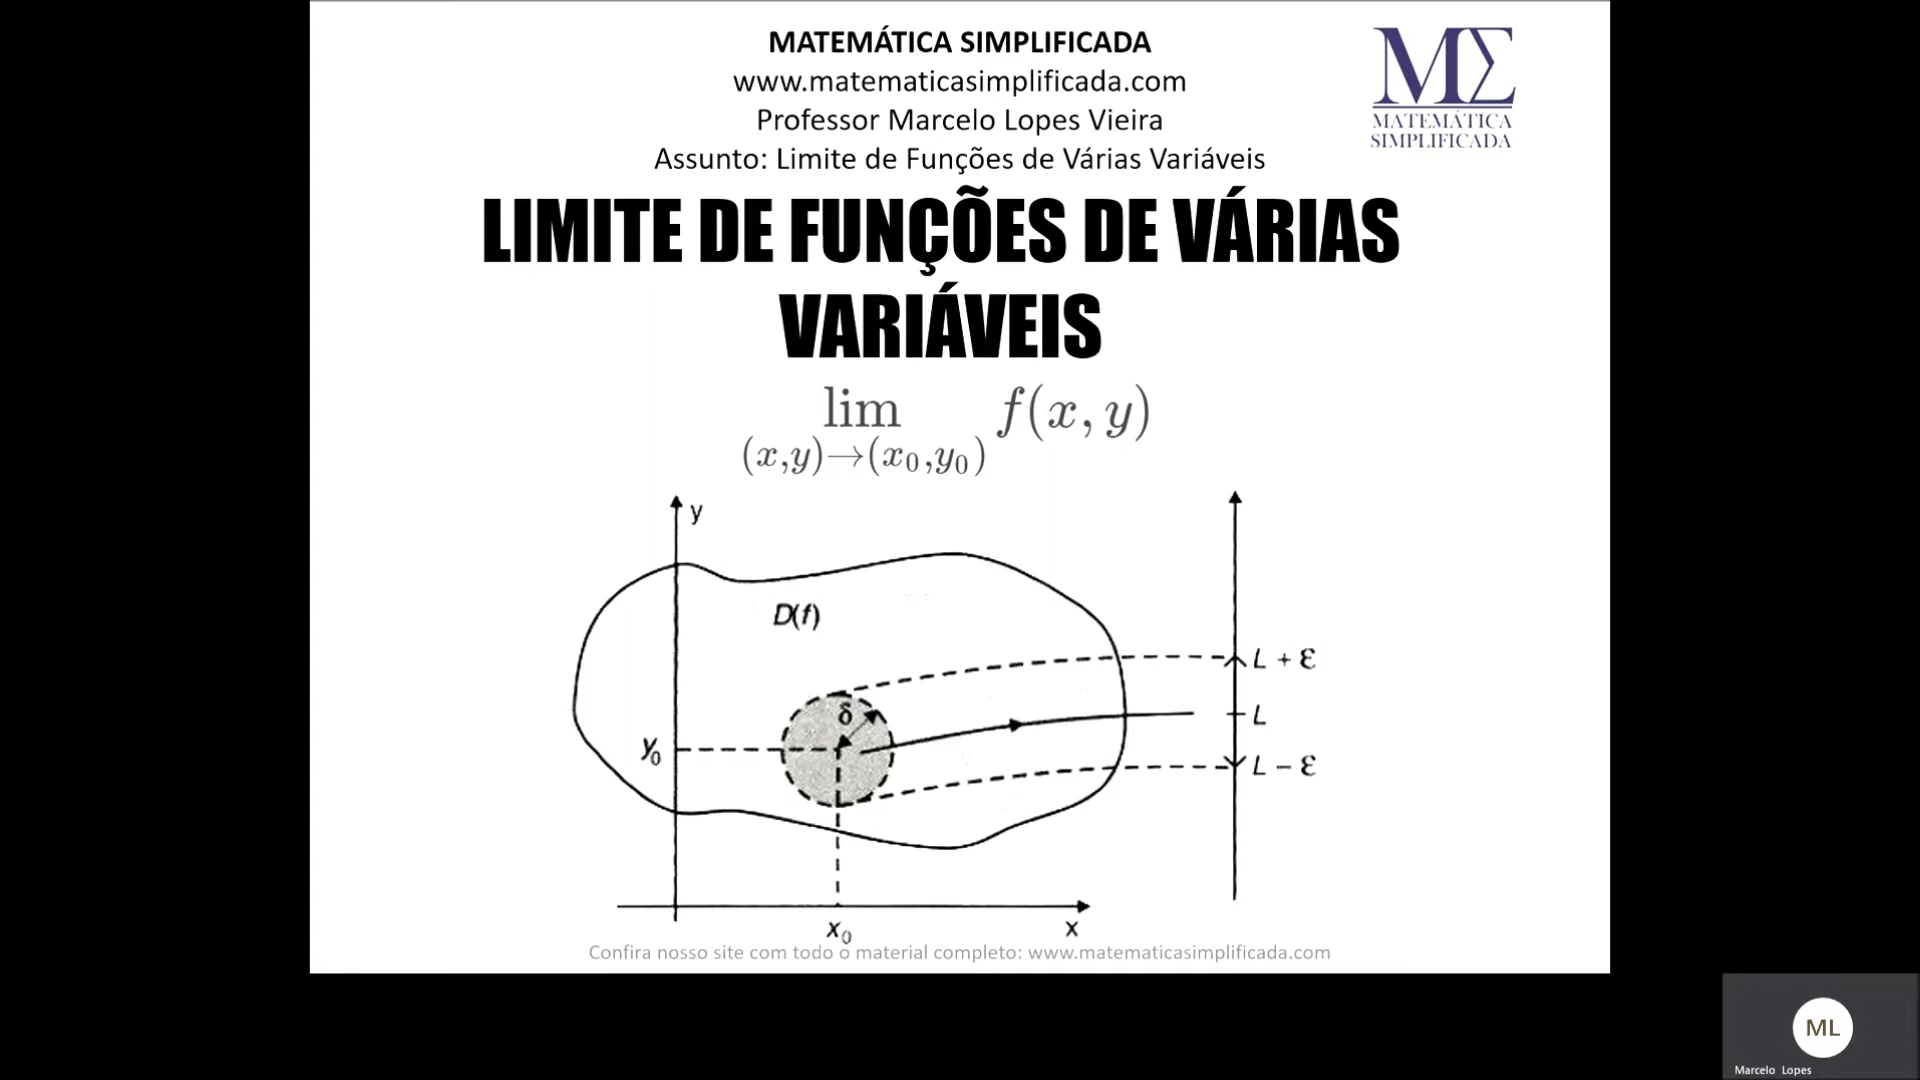 MATEMÁTICA SIMPLIFICADA
www.matematicasimplificada.com
Professor Marcelo Lopes Vieira
Assunto: Limite de Funções de Várias Variáveis
MΣ
MATEMÁTICA
SIMPLIFICADA
LIMITE DE FUNÇÕES DE VÁRIAS
VARIÁVEIS
lim f(x, y)
(x,y)→(x₀,y₀)
y
D(f)
L + ε
δ
L
y₀
L − ε
x₀
x
Confira nosso site com todo o material completo: www.matematicasimplificada.com
ML
Marcelo Lopes